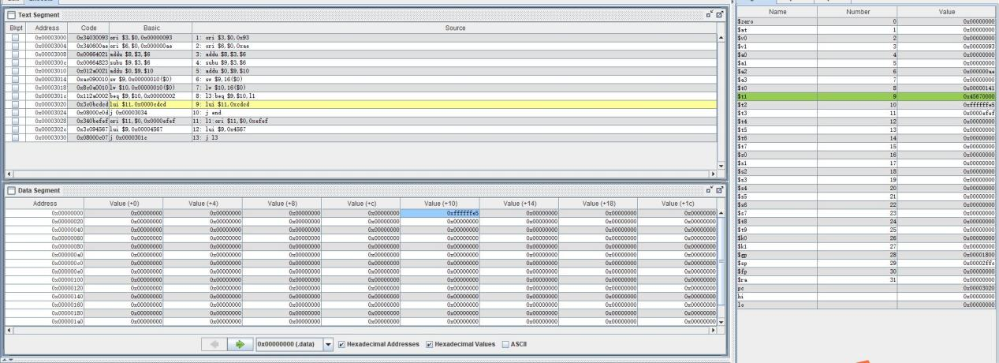 Execute
Text Segment
Bkpt Address Code Basic Source
0x00003000 0x34030093 ori $3,$0,0x00000093 1: ori $3,$0,0x93
0x00003004 0x340600ae ori $6,$0,0x000000ae 2: ori $6,$0,0xae
0x00003008 0x00664021 addu $8,$3,$6 3: addu $8,$3,$6
0x0000300c 0x00664823 subu $9,$3,$6 4: subu $9,$3,$6
0x00003010 0x012a0021 addu $0,$9,$10 5: addu $0,$9,$10
0x00003014 0xac090010 sw $9,0x00000010($0) 6: sw $9,16($0)
0x00003018 0x8c0a0010 lw $10,0x00000010($0) 7: lw $10,16($0)
0x0000301c 0x112a0002 beq $9,$10,0x00000002 8: l3:beq $9,$10,l1
0x00003020 0x3c0bcdcd lui $11,0x0000cdcd 9: lui $11,0xcdcd
0x00003024 0x08000c0d j 0x00003034 10: j end
0x00003028 0x340befef ori $11,$0,0x0000efef 11: l1:ori $11,$0,0xefef
0x0000302c 0x3c094567 lui $9,0x00004567 12: lui $9,0x4567
0x00003030 0x08000c07 j 0x0000301c 13: j l3
Data Segment
Address Value (+0) Value (+4) Value (+8) Value (+c) Value (+10) Value (+14) Value (+18) Value (+1c)
0x00000000 0x00000000 0x00000000 0x00000000 0x00000000 0xffffffe5 0x00000000 0x00000000 0x00000000
0x00000020 0x00000000 0x00000000 0x00000000 0x00000000 0x00000000 0x00000000 0x00000000 0x00000000
0x00000040 0x00000000 0x00000000 0x00000000 0x00000000 0x00000000 0x00000000 0x00000000 0x00000000
0x00000060 0x00000000 0x00000000 0x00000000 0x00000000 0x00000000 0x00000000 0x00000000 0x00000000
0x00000080 0x00000000 0x00000000 0x00000000 0x00000000 0x00000000 0x00000000 0x00000000 0x00000000
0x000000a0 0x00000000 0x00000000 0x00000000 0x00000000 0x00000000 0x00000000 0x00000000 0x00000000
0x000000c0 0x00000000 0x00000000 0x00000000 0x00000000 0x00000000 0x00000000 0x00000000 0x00000000
0x000000e0 0x00000000 0x00000000 0x00000000 0x00000000 0x00000000 0x00000000 0x00000000 0x00000000
0x00000100 0x00000000 0x00000000 0x00000000 0x00000000 0x00000000 0x00000000 0x00000000 0x00000000
0x00000120 0x00000000 0x00000000 0x00000000 0x00000000 0x00000000 0x00000000 0x00000000 0x00000000
0x00000140 0x00000000 0x00000000 0x00000000 0x00000000 0x00000000 0x00000000 0x00000000 0x00000000
0x00000160 0x00000000 0x00000000 0x00000000 0x00000000 0x00000000 0x00000000 0x00000000 0x00000000
0x00000180 0x00000000 0x00000000 0x00000000 0x00000000 0x00000000 0x00000000 0x00000000 0x00000000
0x000001a0 0x00000000 0x00000000 0x00000000 0x00000000 0x00000000 0x00000000 0x00000000 0x00000000
0x00000000 (.data) Hexadecimal Addresses Hexadecimal Values ASCII
Name Number Value
$zero 0 0x00000000
$at 1 0x00000000
$v0 2 0x00000000
$v1 3 0x00000093
$a0 4 0x00000000
$a1 5 0x00000000
$a2 6 0x000000ae
$a3 7 0x00000000
$t0 8 0x00000141
$t1 9 0x45670000
$t2 10 0xffffffe5
$t3 11 0x0000efef
$t4 12 0x00000000
$t5 13 0x00000000
$t6 14 0x00000000
$t7 15 0x00000000
$s0 16 0x00000000
$s1 17 0x00000000
$s2 18 0x00000000
$s3 19 0x00000000
$s4 20 0x00000000
$s5 21 0x00000000
$s6 22 0x00000000
$s7 23 0x00000000
$t8 24 0x00000000
$t9 25 0x00000000
$k0 26 0x00000000
$k1 27 0x00000000
$gp 28 0x00001800
$sp 29 0x00002ffc
$fp 30 0x00000000
$ra 31 0x00000000
pc 0x00003020
hi 0x00000000
lo 0x00000000